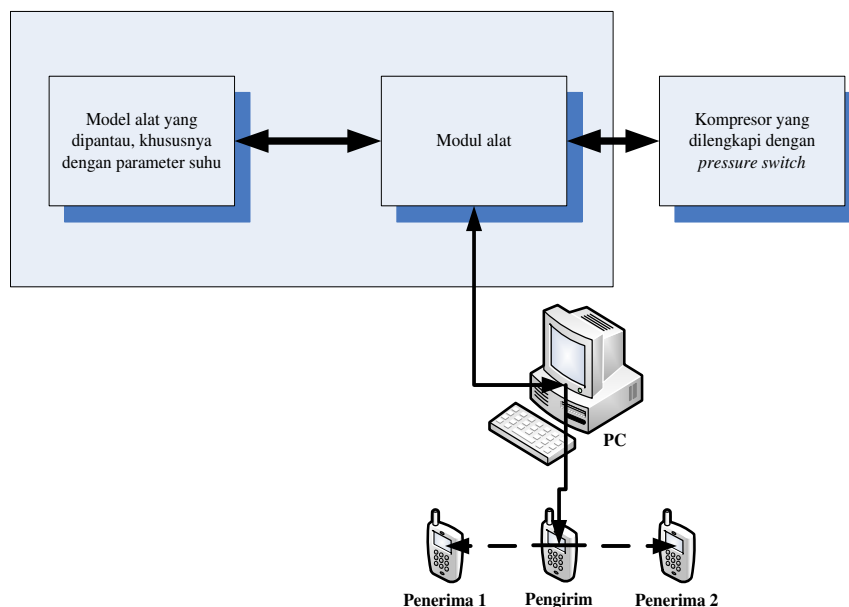 Model alat yang
dipantau, khususnya
dengan parameter suhu
Modul alat
Kompresor yang
dilengkapi dengan
pressure switch
PC
Penerima 1
Pengirim
Penerima 2